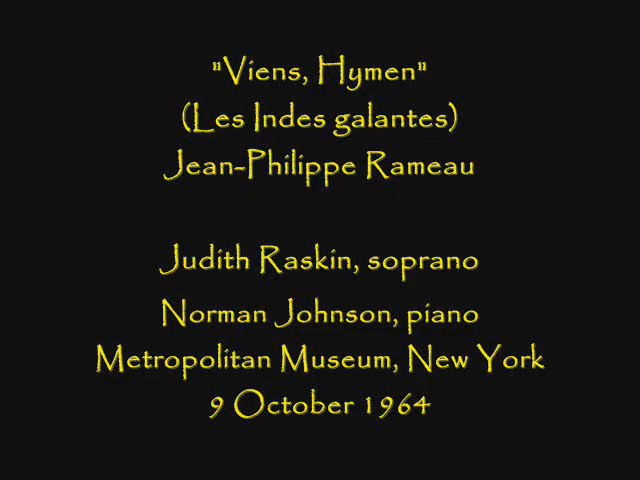 "Viens, Hymen"
(Les Indes galantes)
Jean-Philippe Rameau
Judith Raskin, soprano
Norman Johnson, piano
Metropolitan Museum, New York
9 October 1964